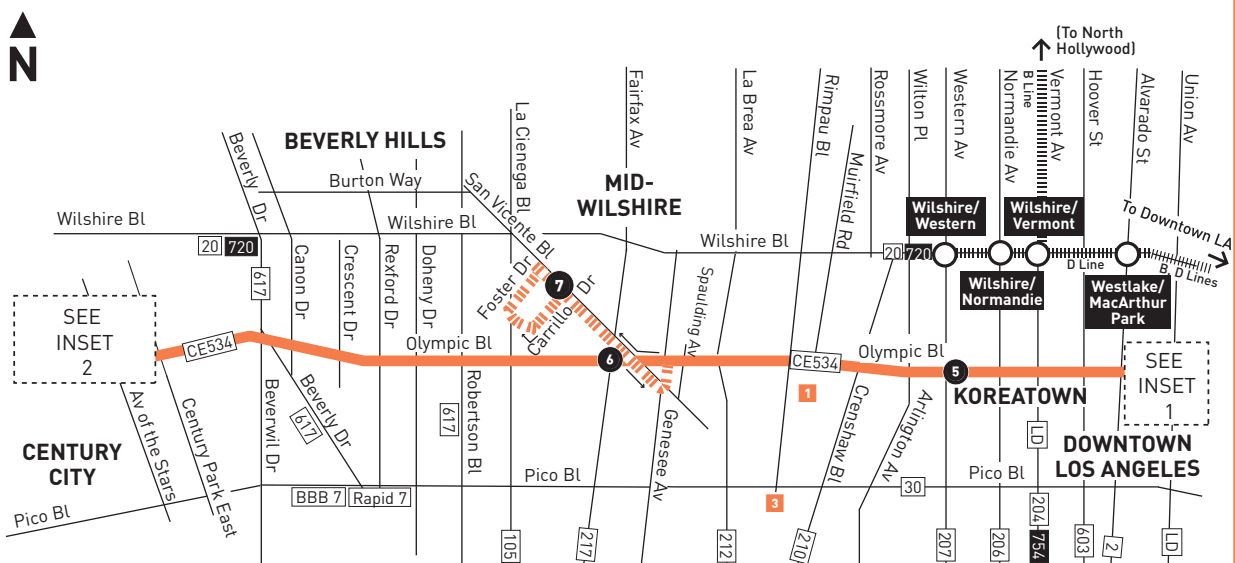 N
(To North
Hollywood)
B Line
Beverly Dr
Canon Dr
Crescent Dr
Rexford Dr
Doheny Dr
Robertson Bl
La Cienega Bl
San Vicente Bl
Fairfax Av
La Brea Av
Rimpau Bl
Muirfield Rd
Rossmore Av
Wilton Pl
Western Av
Normandie Av
Vermont Av
Hoover St
Alvarado St
Union Av
BEVERLY HILLS
Burton Way
MID-
WILSHIRE
Wilshire Bl
Wilshire Bl
Wilshire Bl
20 720
617
20 720
Wilshire/
Western
Wilshire/
Vermont
Wilshire/
Normandie
Westlake/
MacArthur
Park
D Line
B, D Lines
To Downtown LA
Foster Dr
7
Carrillo Dr
Spaulding Av
SEE
INSET
2
CE534
Olympic Bl
6
CE534
Olympic Bl
5
SEE
INSET
1
1
KOREATOWN
Beverwil Dr
Beverly Dr
617
617
Genesee Av
Crenshaw Bl
Arlington Av
LD
DOWNTOWN
LOS ANGELES
CENTURY
CITY
Av of the Stars
Century Park East
Pico Bl
BBB 7 Rapid 7
Pico Bl
3
30
Pico Bl
105
217
212
210
207
206
204
754
603
2
LD